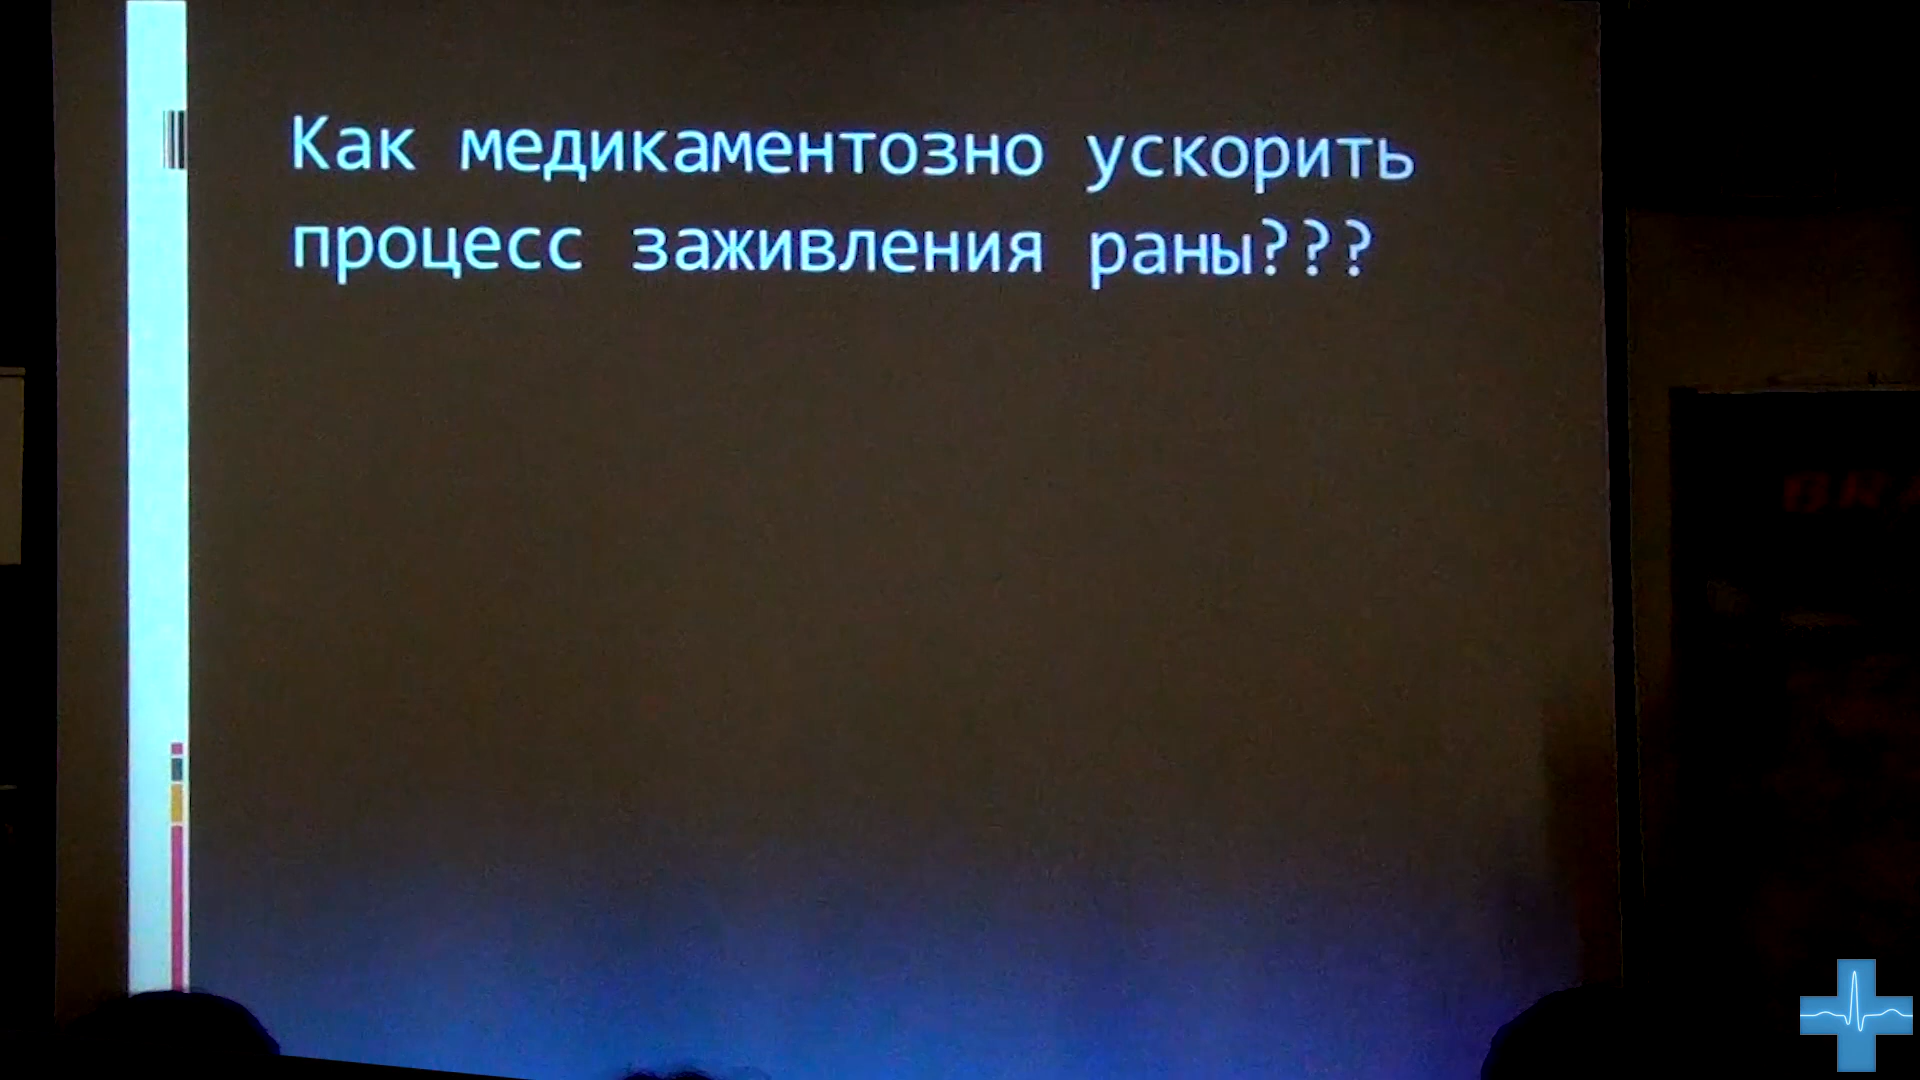 Как медикаментозно ускорить
процесс заживления раны???